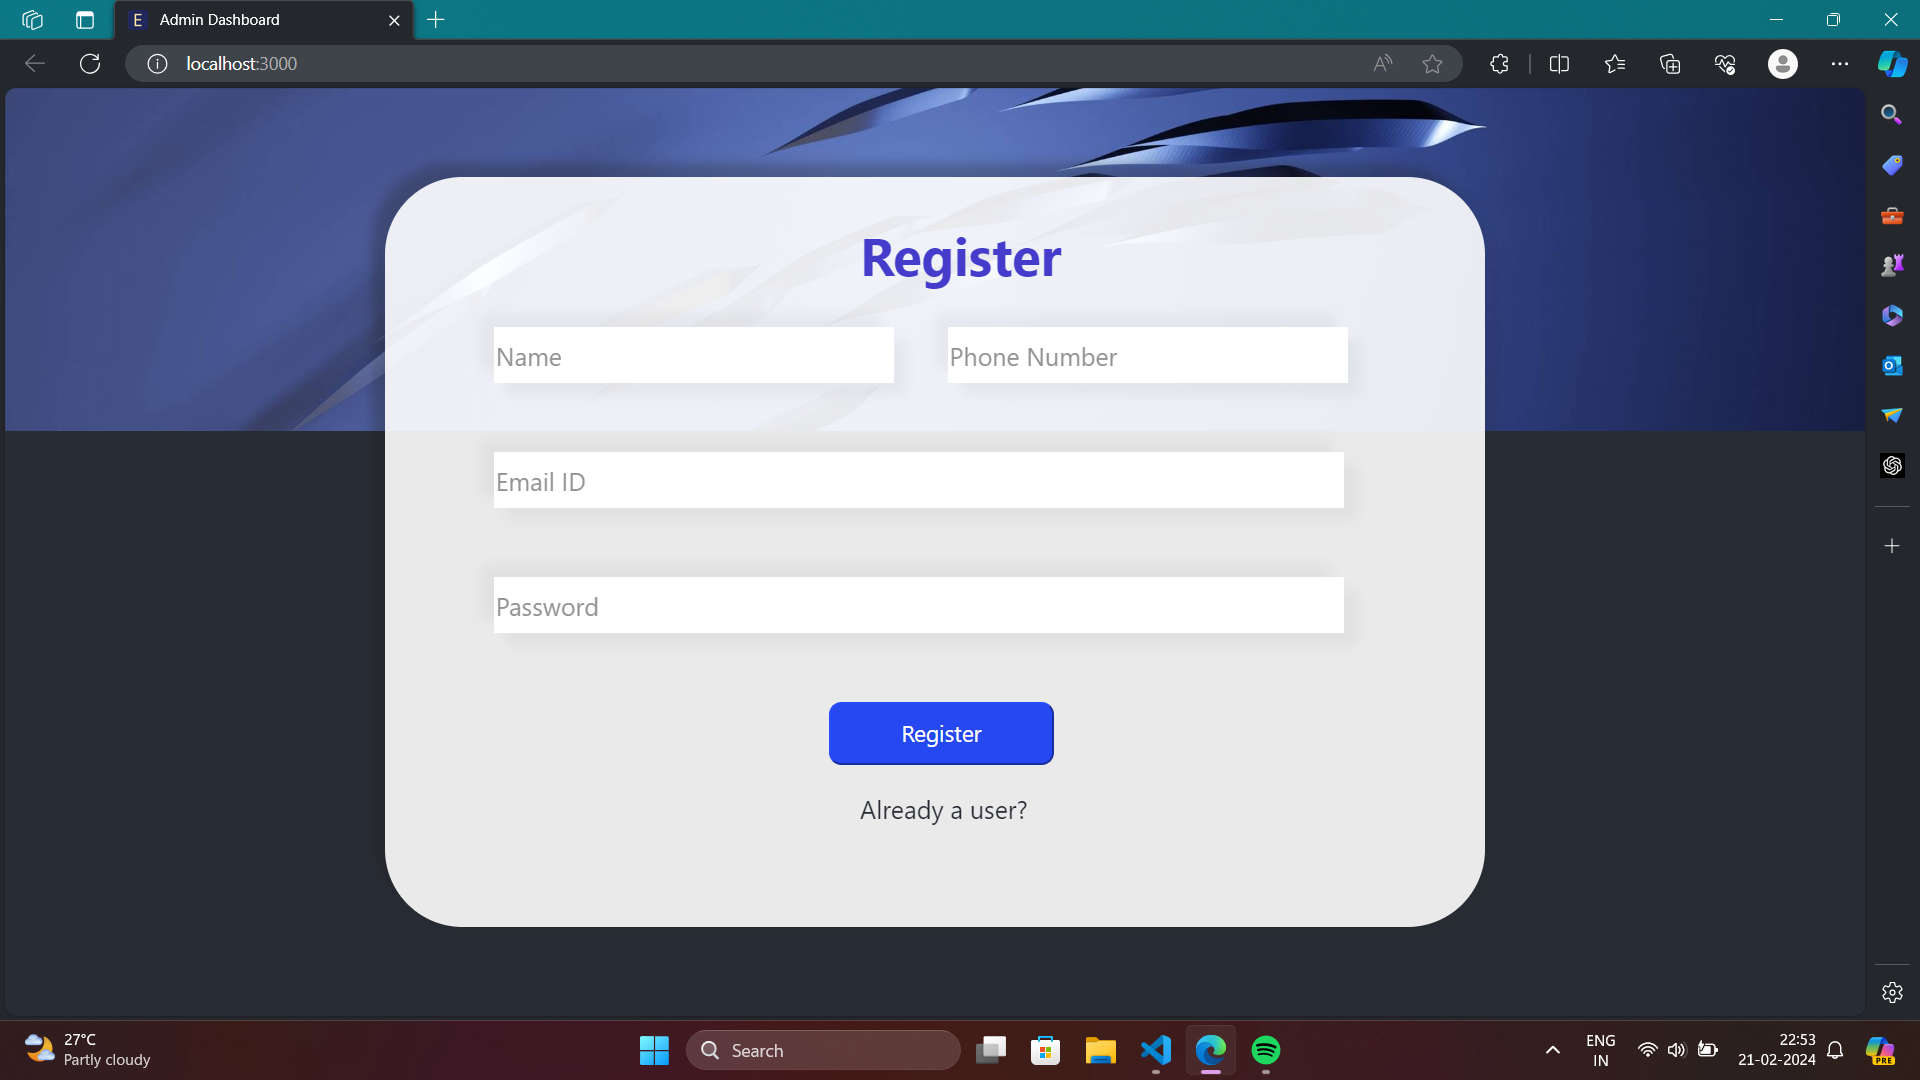 E Admin Dashboard
localhost:3000
Register
Name
Phone Number
Email ID
Password
Register
Already a user?
27°C
Partly cloudy
Search
ENG
IN
22:53
21-02-2024
PRE